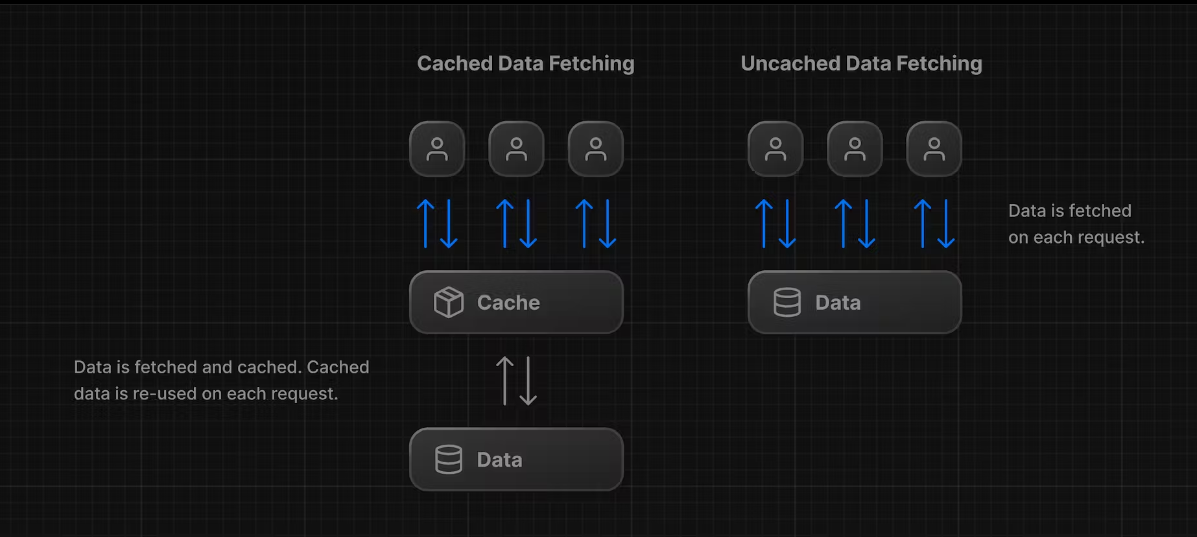 Cached Data Fetching
Uncached Data Fetching
Data is fetched
on each request.
Cache
Data
Data is fetched and cached. Cached
data is re-used on each request.
Data